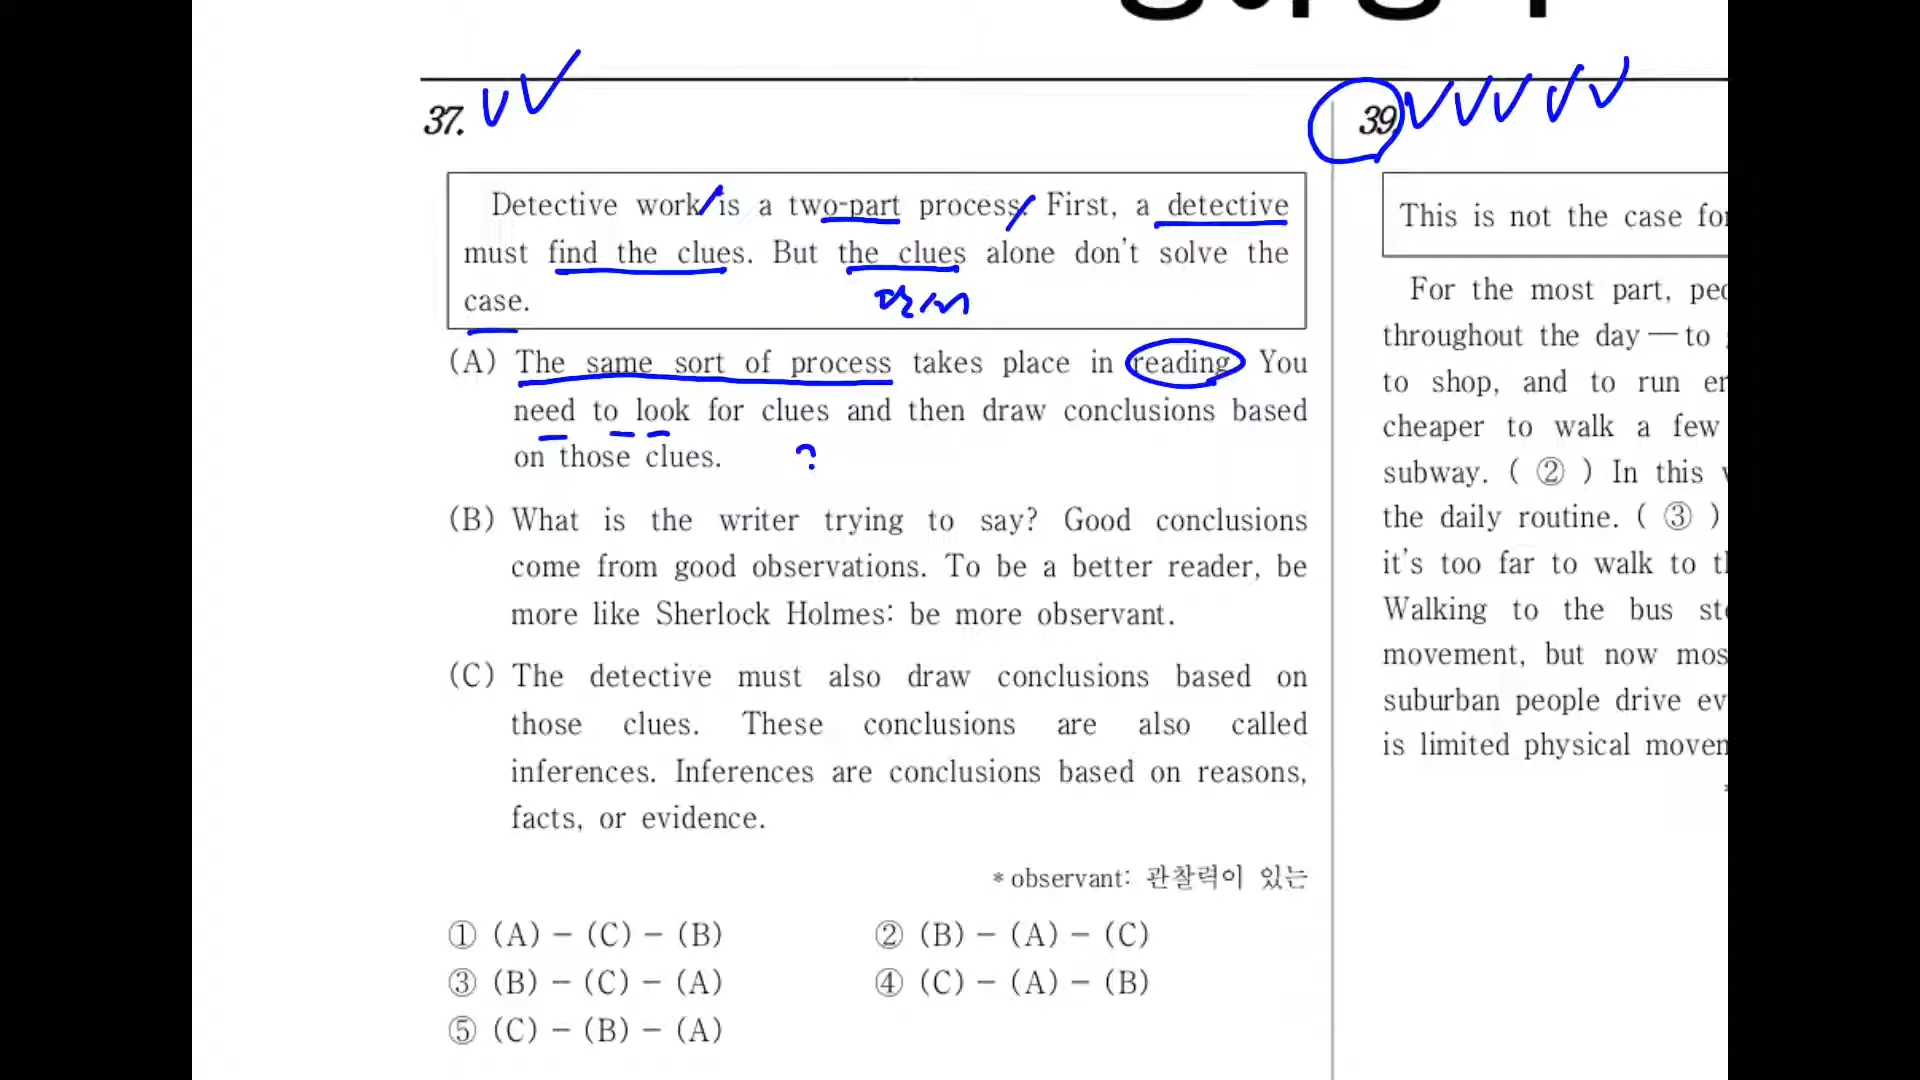 37.
Detective work is a two-part process. First, a detective
must find the clues. But the clues alone don't solve the
case.
단서
(A) The same sort of process takes place in reading. You
need to look for clues and then draw conclusions based
on those clues.
?
(B) What is the writer trying to say? Good conclusions
come from good observations. To be a better reader, be
more like Sherlock Holmes: be more observant.
(C) The detective must also draw conclusions based on
those clues. These conclusions are also called
inferences. Inferences are conclusions based on reasons,
facts, or evidence.
* observant: 관찰력이 있는
① (A) - (C) - (B) ② (B) - (A) - (C)
③ (B) - (C) - (A) ④ (C) - (A) - (B)
⑤ (C) - (B) - (A)
39.
This is not the case for
For the most part,
throughout the day — to
to shop, and to run
cheaper to walk a few
subway. ( ② ) In this
the daily routine. ( ③ )
it's too far to walk to
Walking to the bus
movement, but now
suburban people drive
is limited physical